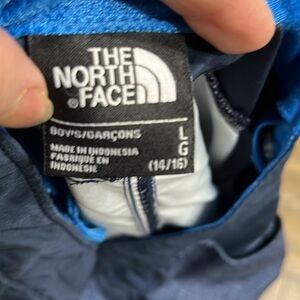 THE
NORTH
FACE®
BOYS/GARÇONS L
MADE IN INDONESIA G
FABRIQUÉ EN
INDONÉSIE (14/16)